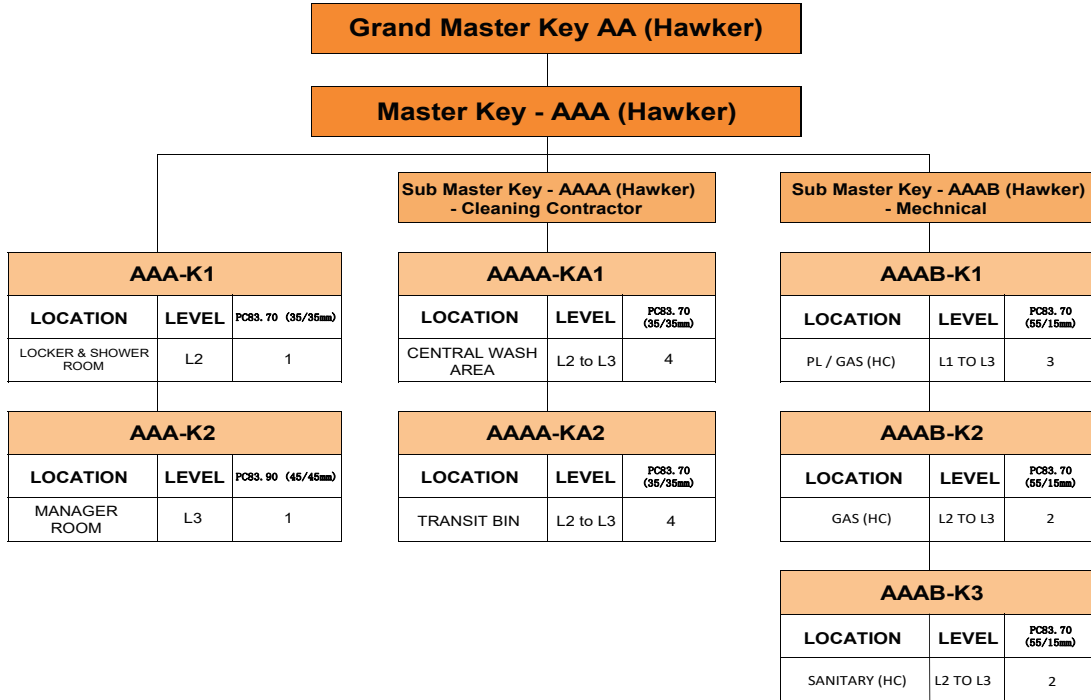 Grand Master Key AA (Hawker)
Master Key - AAA (Hawker)
Sub Master Key - AAAA (Hawker)
- Cleaning Contractor
Sub Master Key - AAAB (Hawker)
- Mechnical
AAA-K1
LOCATION LEVEL PC83.70 (35/35mm)
LOCKER & SHOWER
ROOM
L2 1
AAA-K2
LOCATION LEVEL PC83.90 (45/45mm)
MANAGER
ROOM
L3 1
AAAA-KA1
LOCATION LEVEL PC83.70
(35/35mm)
CENTRAL WASH
AREA
L2 to L3 4
AAAA-KA2
LOCATION LEVEL PC83.70
(35/35mm)
TRANSIT BIN L2 to L3 4
AAAB-K1
LOCATION LEVEL PC83.70
(55/15mm)
PL / GAS (HC) L1 TO L3 3
AAAB-K2
LOCATION LEVEL PC83.70
(55/15mm)
GAS (HC) L2 TO L3 2
AAAB-K3
LOCATION LEVEL PC83.70
(55/15mm)
SANITARY (HC) L2 TO L3 2